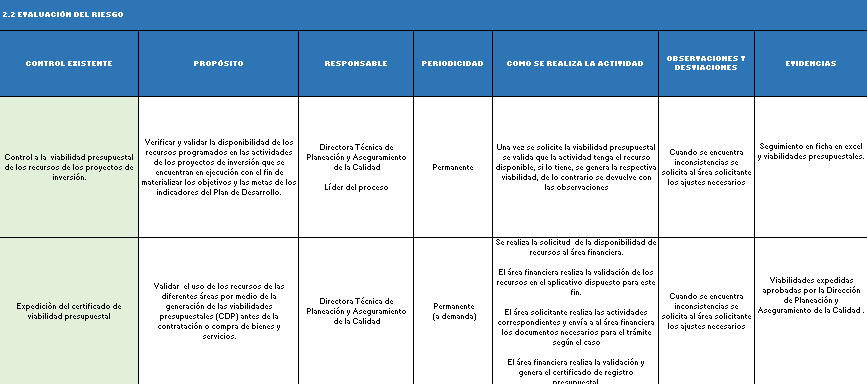 2.2 EVALUACIÓN DEL RIESGO
CONTROL EXISTENTE
PROPÓSITO
RESPONSABLE
PERIODICIDAD
COMO SE REALIZA LA ACTIVIDAD
OBSERVACIONES Y
DESVIACIONES
EVIDENCIAS
Control a la viabilidad presupuestal
de los recursos de los proyectos de
inversión.
Verificar y validar la disponibilidad de los
recursos programados en las actividades
de los proyectos de inversión que se
encuentran en ejecución con el fin de
materializar los objetivos y las metas de los
indicadores del Plan de Desarrollo.
Directora Técnica de
Planeación y Aseguramiento
de la Calidad
Líder del proceso
Permanente
Una vez se solicite la viabilidad presupuestal
se valida que la actividad tenga el recurso
disponible, si lo tiene, se genera la respectiva
viabilidad, de lo contrario se devuelve con
las observaciones
Cuando se encuentra
inconsistencias se
solicita al área solicitante
los ajustes necesarios
Seguimiento en ficha en excel
y viabilidades presupuestales.
Expedición del certificado de
viabilidad presupuestal
Validar el uso de los recursos de las
diferentes áreas por medio de la
generación de las viabilidades
presupuestales (CDP) antes de la
contratación o compra de bienes y
servicios.
Directora Técnica de
Planeación y Aseguramiento
de la Calidad
Permanente
(a demanda)
Se realiza la solicitud de la disponibilidad de
recursos al área financiera.
El área financiera realiza la validación de los
recursos en el aplicativo dispuesto para este
fin.
El área solicitante realiza las actividades
correspondientes y envía a al área financiera
los documentos necesarios para el trámite
según el caso
El área financiera realiza la validación y
genera el certificado de registro
presupuestal
Cuando se encuentra
inconsistencias se
solicita al área solicitante
los ajustes necesarios
Viabilidades expedidas
aprobadas por la Dirección
de Planeación y
Aseguramiento de la Calidad .